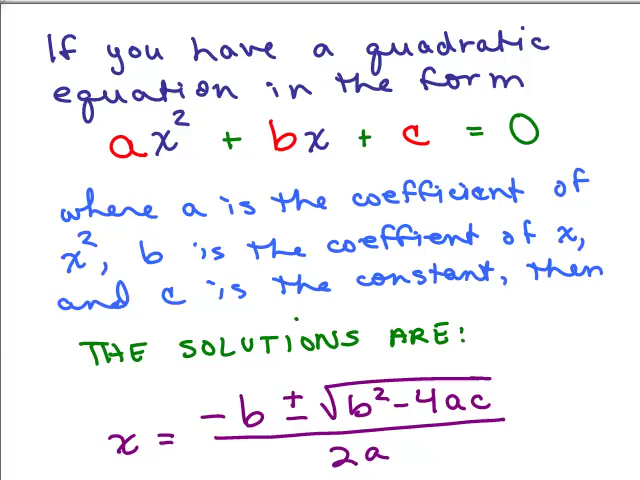 If you have a quadratic
equation in the form
ax² + bx + c = 0
where a is the coefficient of
x², b is the coeffient of x,
and c is the constant, then
THE SOLUTIONS ARE:
x = (-b ± √(b² - 4ac)) / 2a